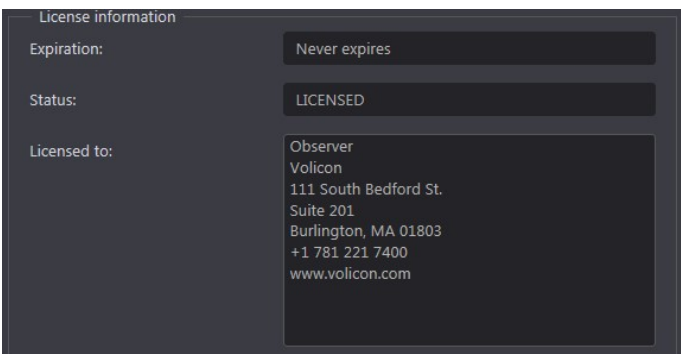 License information
Expiration:
Never expires
Status:
LICENSED
Licensed to:
Observer
Volicon
111 South Bedford St.
Suite 201
Burlington, MA 01803
+1 781 221 7400
www.volicon.com